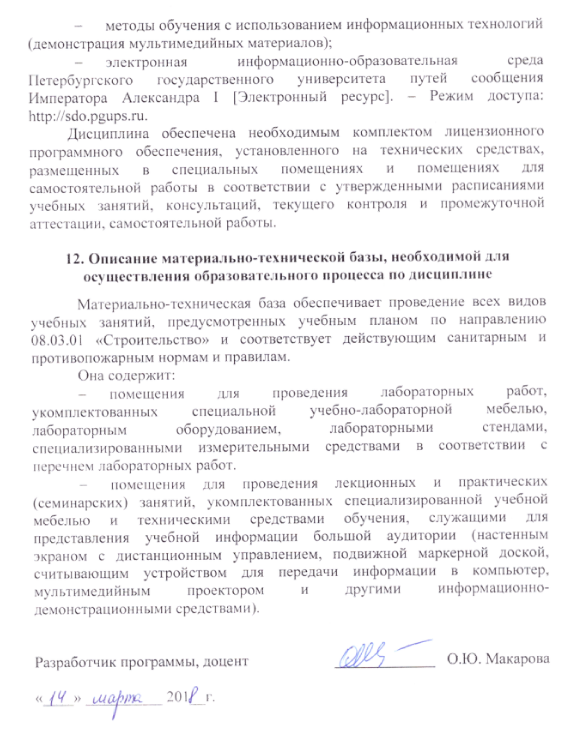 – методы обучения с использованием информационных технологий
(демонстрация мультимедийных материалов);
– электронная информационно-образовательная среда
Петербургского государственного университета путей сообщения
Императора Александра I [Электронный ресурс]. – Режим доступа:
http://sdo.pgups.ru.
Дисциплина обеспечена необходимым комплектом лицензионного
программного обеспечения, установленного на технических средствах,
размещенных в специальных помещениях и помещениях для
самостоятельной работы в соответствии с утвержденными расписаниями
учебных занятий, консультаций, текущего контроля и промежуточной
аттестации, самостоятельной работы.
12. Описание материально-технической базы, необходимой для
осуществления образовательного процесса по дисциплине
Материально-техническая база обеспечивает проведение всех видов
учебных занятий, предусмотренных учебным планом по направлению
08.03.01 «Строительство» и соответствует действующим санитарным и
противопожарным нормам и правилам.
Она содержит:
– помещения для проведения лабораторных работ,
укомплектованных специальной учебно-лабораторной мебелью,
лабораторным оборудованием, лабораторными стендами,
специализированными измерительными средствами в соответствии с
перечнем лабораторных работ.
– помещения для проведения лекционных и практических
(семинарских) занятий, укомплектованных специализированной учебной
мебелью и техническими средствами обучения, служащими для
представления учебной информации большой аудитории (настенным
экраном с дистанционным управлением, подвижной маркерной доской,
считывающим устройством для передачи информации в компьютер,
мультимедийным проектором и другими информационно-
демонстрационными средствами).
Разработчик программы, доцент О.Ю. Макарова
«14» марта 2018 г.